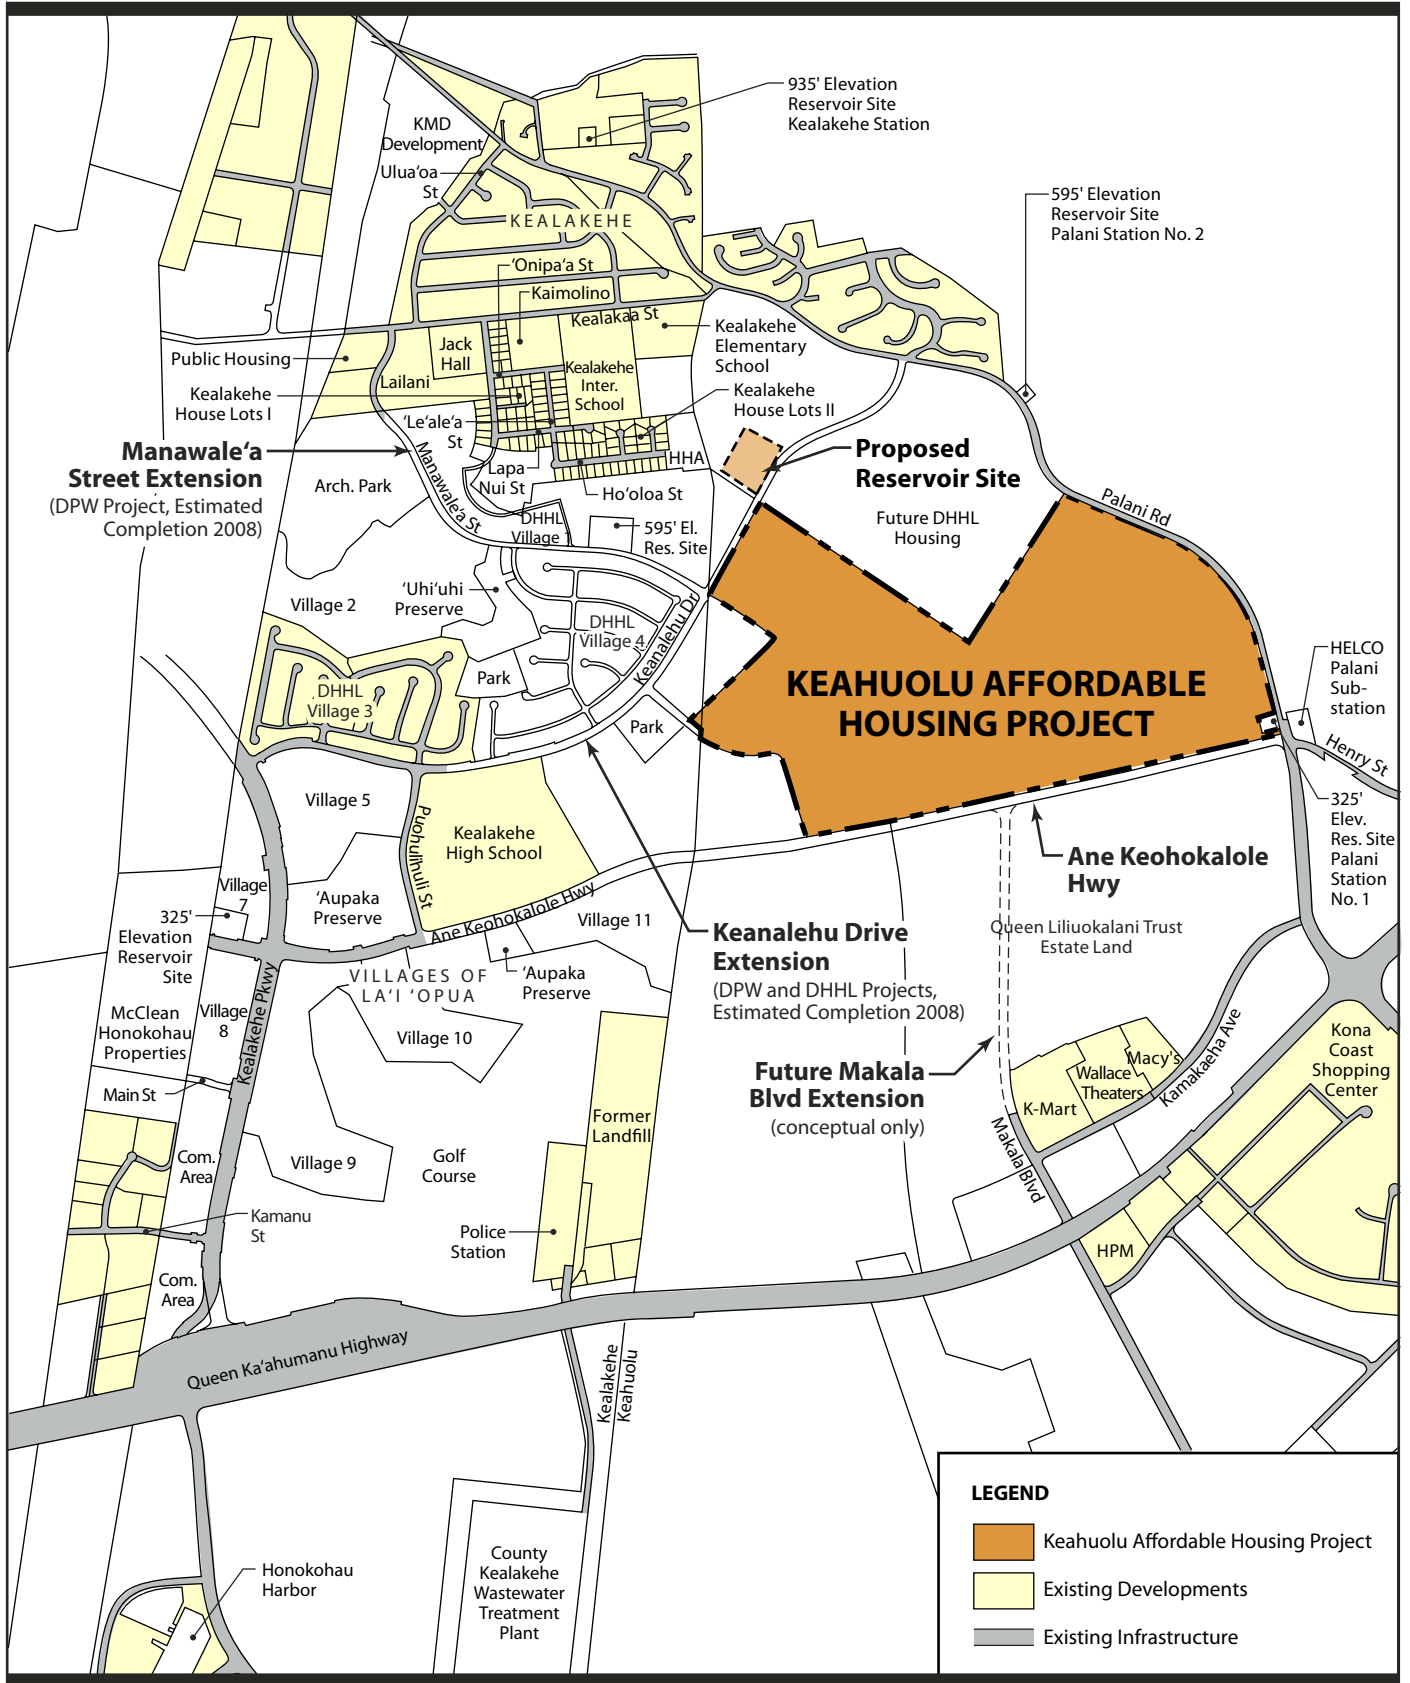 935' Elevation
Reservoir Site
Kealakehe Station
KMD
Development
Ulua‘oa
St
595' Elevation
Reservoir Site
Palani Station No. 2
KEALAKEHE
‘Onipa‘a St
Kaimolino
Kealakaa St
Kealakehe
Elementary
School
Public Housing
Jack
Hall
Kealakehe
Inter.
School
Lailani
Kealakehe
House Lots I
Kealakehe
House Lots II
‘Le‘ale‘a
St
Manawale‘a
Street Extension
(DPW Project, Estimated
Completion 2008)
Manawale‘a St
Lapa
Nui St
HHA
Ho‘oloa St
Proposed
Reservoir Site
Arch. Park
Palani Rd
Future DHHL
Housing
DHHL
Village 1
595' El.
Res. Site
‘Uhi‘uhi
Preserve
Village 2
DHHL
Village 4
Keanalehu Dr
HELCO
Palani
Sub-
station
Park
DHHL
Village 3
KEAHUOLU AFFORDABLE
HOUSING PROJECT
Park
Henry St
Village 5
Puohulihuli St
Kealakehe
High School
325'
Elev.
Res. Site
Palani
Station
No. 1
Ane Keohokalole
Hwy
Village
7
‘Aupaka
Preserve
Ane Keohokalole Hwy
Village 11
325'
Elevation
Reservoir
Site
Queen Liliuokalani Trust
Estate Land
Keanalehu Drive
Extension
(DPW and DHHL Projects,
Estimated Completion 2008)
VILLAGES OF
LA‘I ‘OPUA
‘Aupaka
Preserve
McClean
Honokohau
Properties
Village
8
Kealakehe Pkwy
Village 10
Kona
Coast
Shopping
Center
Macy's
Wallace
Theaters
K-Mart
Kamakaeha Ave
Future Makala
Blvd Extension
(conceptual only)
Main St
Former
Landfill
Makala Blvd
Com.
Area
Village 9
Golf
Course
Kamanu
St
Police
Station
HPM
Com.
Area
Queen Ka‘ahumanu Highway
Kealakehe
Keahuolu
LEGEND
Keahuolu Affordable Housing Project
Existing Developments
Existing Infrastructure
County
Kealakehe
Wastewater
Treatment
Plant
Honokohau
Harbor